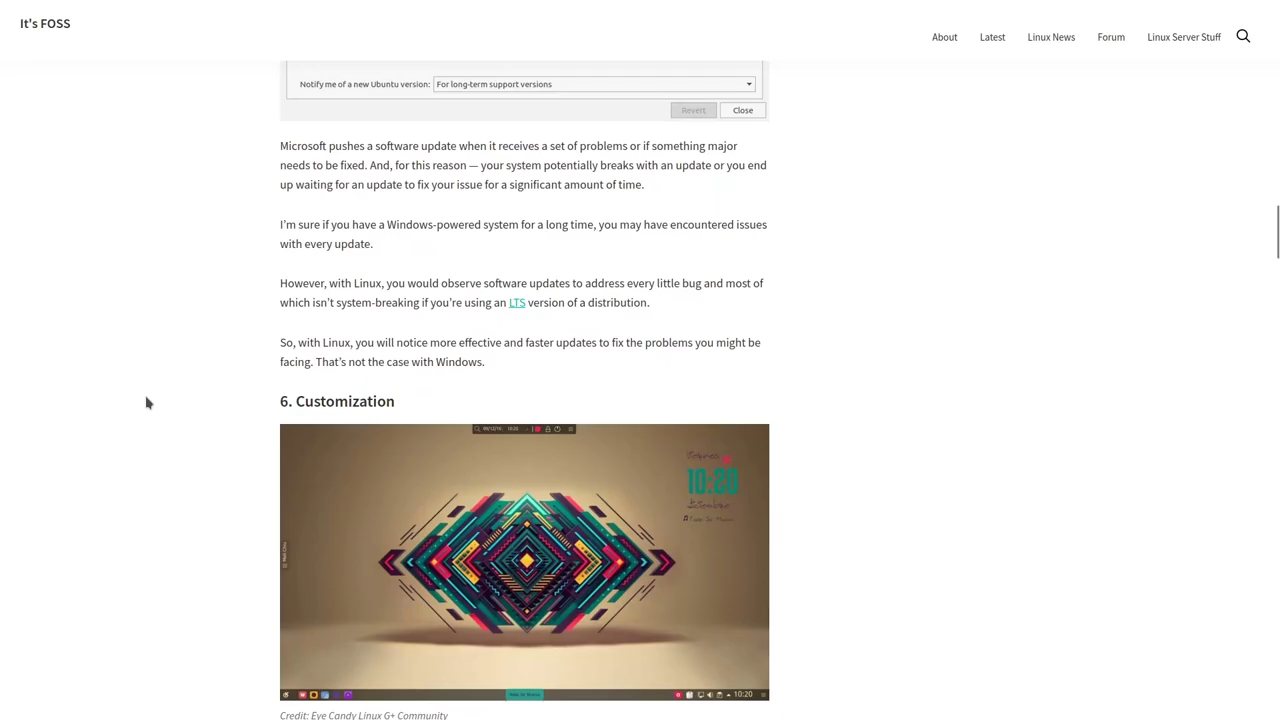 It's FOSS
About Latest Linux News Forum Linux Server Stuff
Notify me of a new Ubuntu version: For long-term support versions
Revert Close
Microsoft pushes a software update when it receives a set of problems or if something major
needs to be fixed. And, for this reason — your system potentially breaks with an update or you end
up waiting for an update to fix your issue for a significant amount of time.
I’m sure if you have a Windows-powered system for a long time, you may have encountered issues
with every update.
However, with Linux, you would observe software updates to address every little bug and most of
which isn’t system-breaking if you’re using an LTS version of a distribution.
So, with Linux, you will notice more effective and faster updates to fix the problems you might be
facing. That’s not the case with Windows.
6. Customization
10:20
10:20
Credit: Eye Candy Linux G+ Community